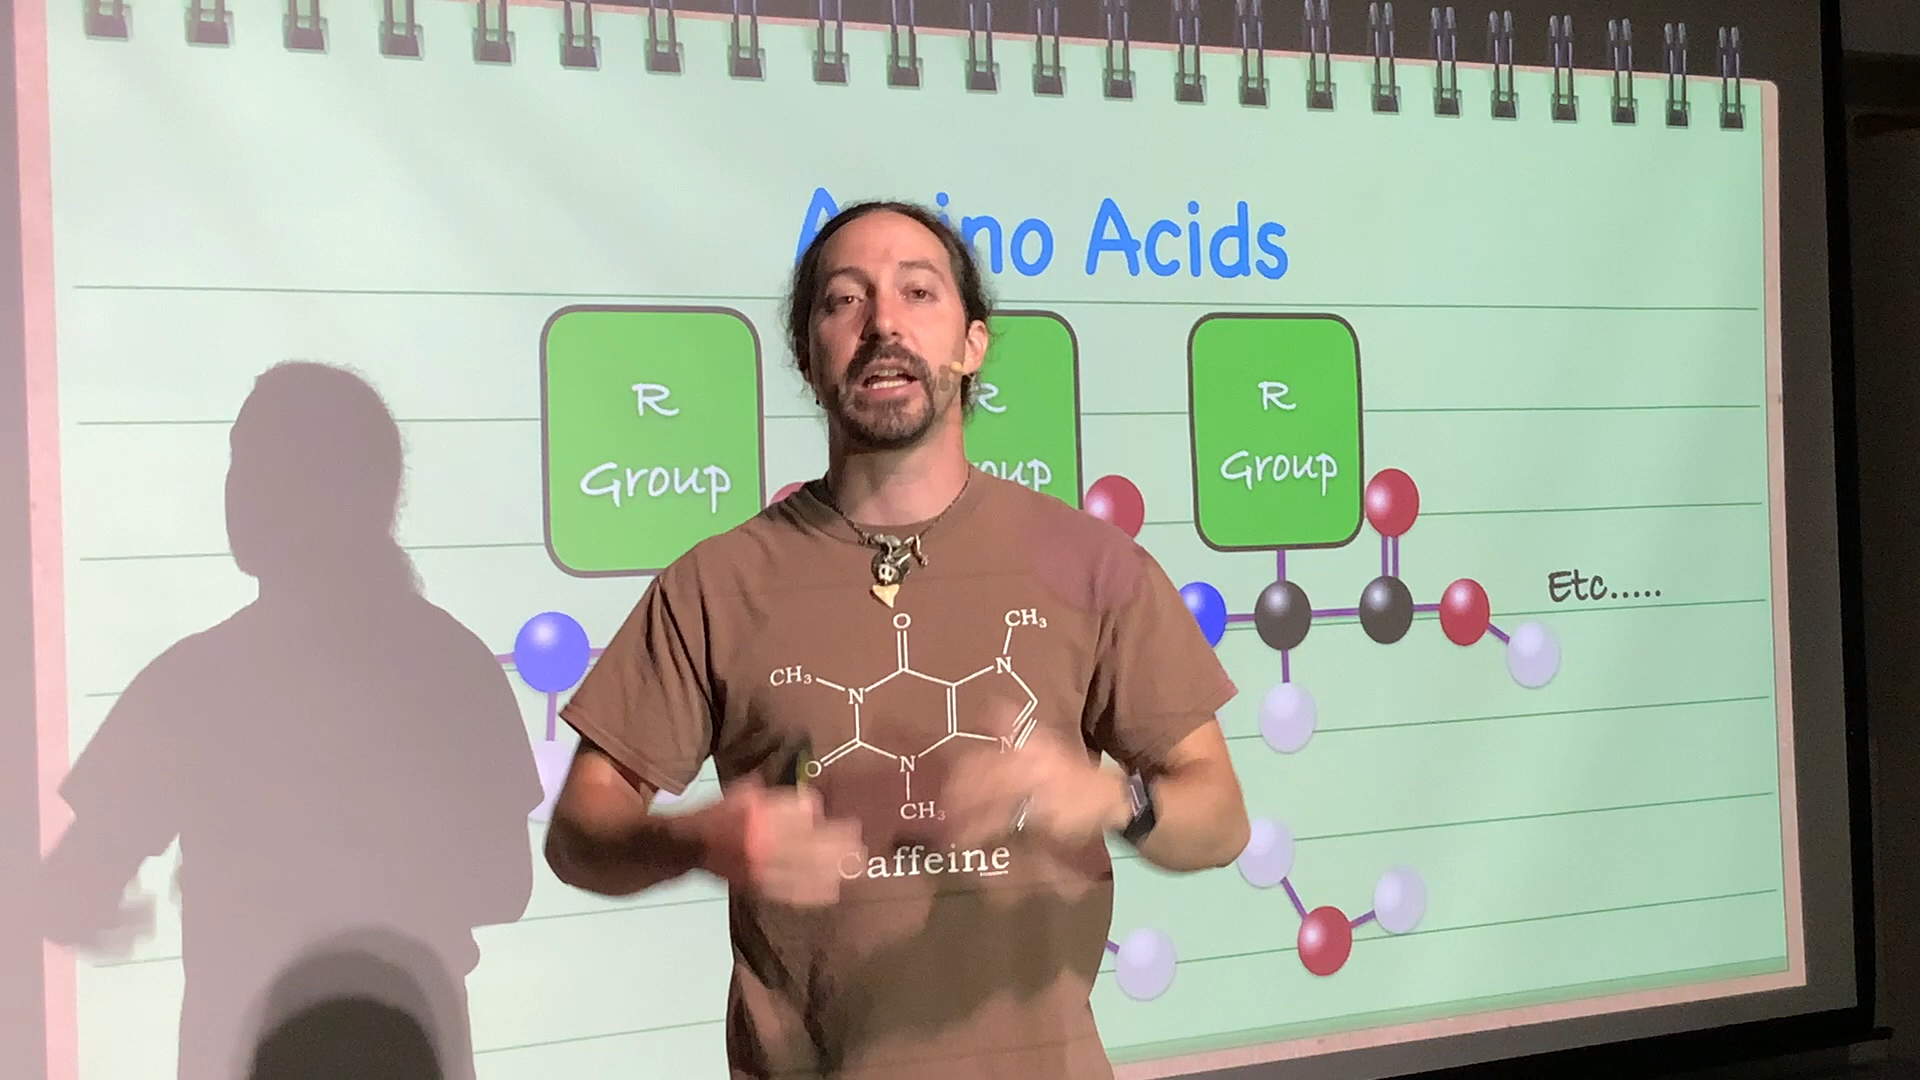 Acids
R
Group
R
Group
Etc.....
O
CH₃
CH₃
N
N
O
N
N
CH₃
Caffeine